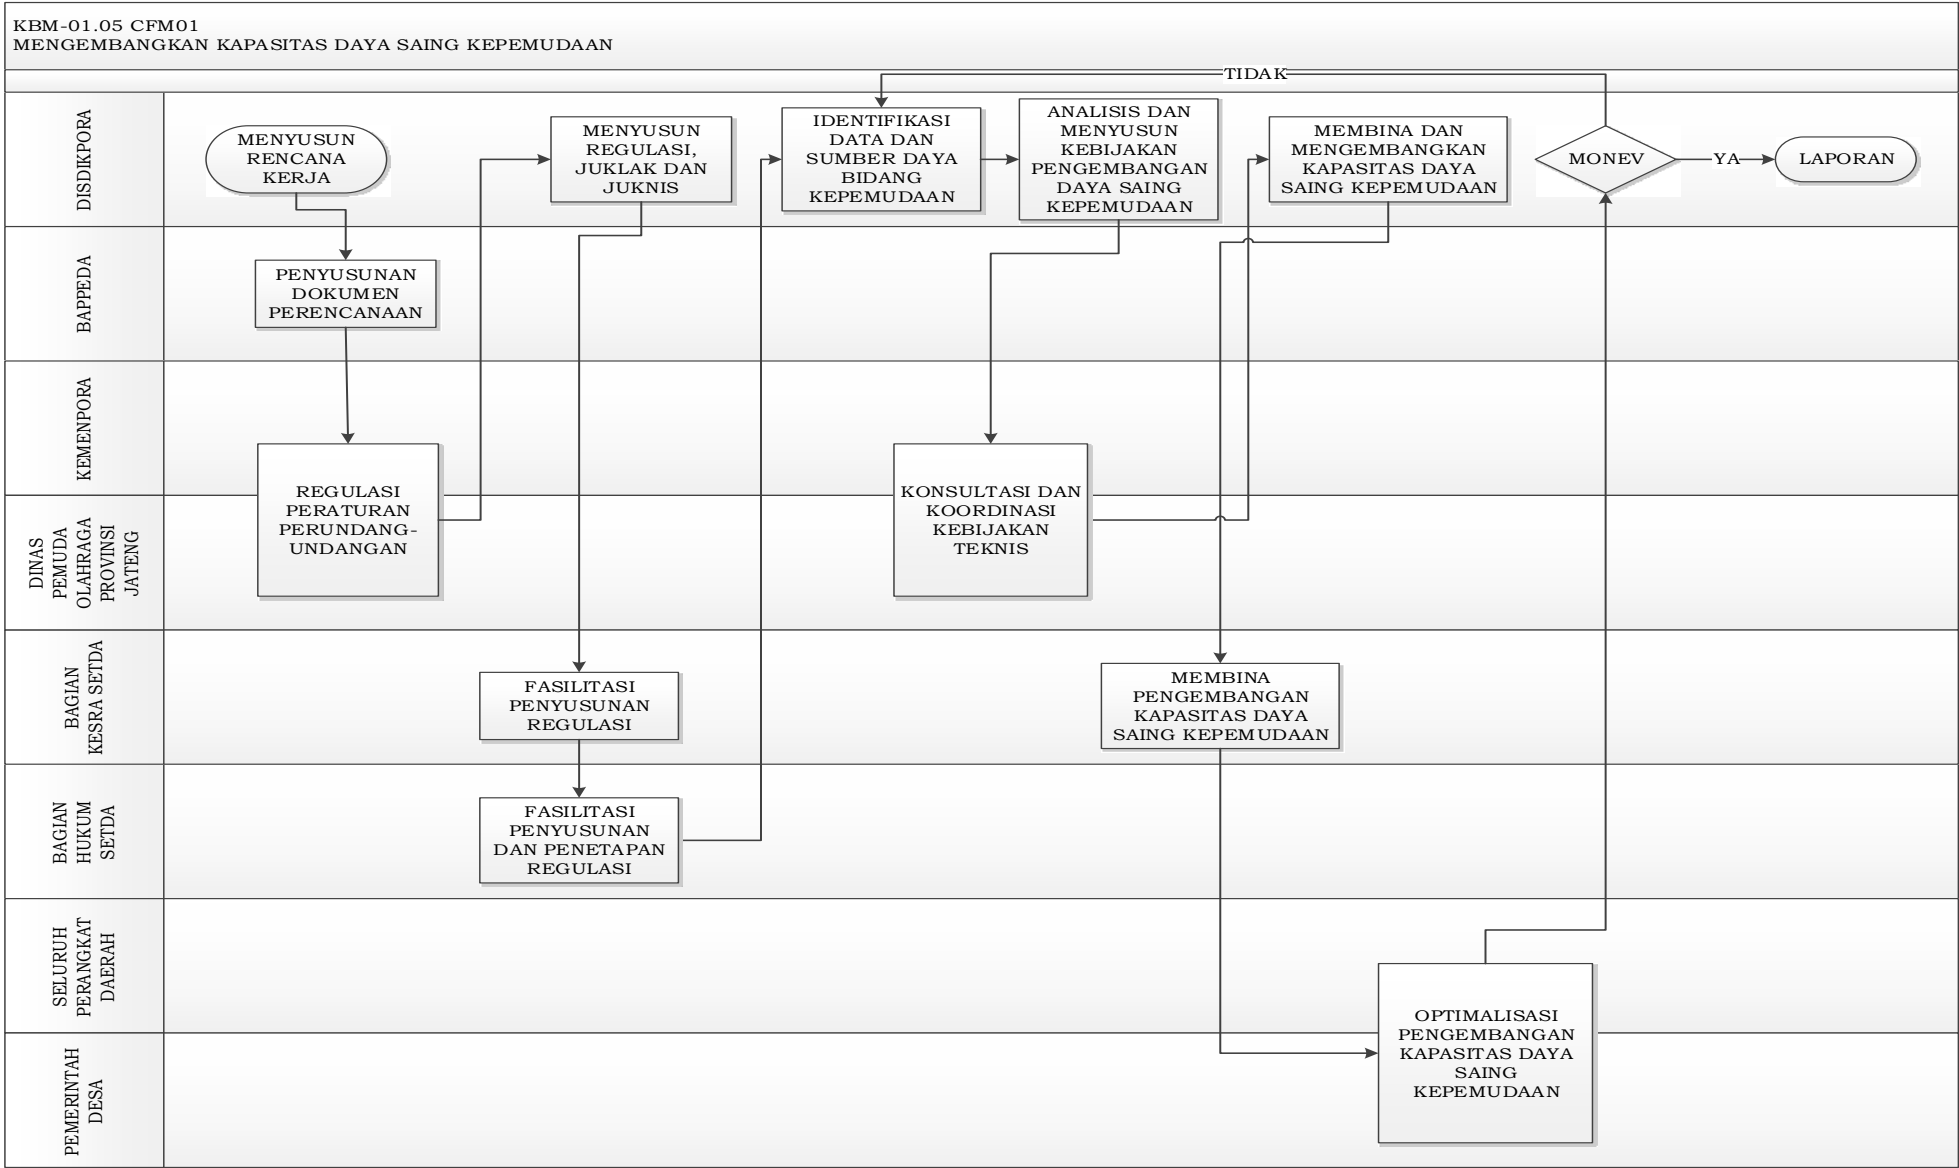 KBM-01.05 CFM01
MENGEMBANGKAN KAPASITAS DAYA SAING KEPEMUDAAN
TIDAK
DISDIKPORA
MENYUSUN
RENCANA
KERJA
MENYUSUN
REGULASI,
JUKLAK DAN
JUKNIS
IDENTIFIKASI
DATA DAN
SUMBER DAYA
BIDANG
KEPEMUDAAN
ANALISIS DAN
MENYUSUN
KEBIJAKAN
PENGEMBANGAN
DAYA SAING
KEPEMUDAAN
MEMBINA DAN
MENGEMBANGKAN
KAPASITAS DAYA
SAING KEPEMUDAAN
MONEV
YA
LAPORAN
BAPPEDA
PENYUSUNAN
DOKUMEN
PERENCANAAN
KEMENPORA
DINAS
PEMUDA
OLAHRAGA
PROVINSI
JATENG
REGULASI
PERATURAN
PERUNDANG-
UNDANGAN
KONSULTASI DAN
KOORDINASI
KEBIJAKAN
TEKNIS
BAGIAN
KESRA SETDA
FASILITASI
PENYUSUNAN
REGULASI
MEMBINA
PENGEMBANGAN
KAPASITAS DAYA
SAING KEPEMUDAAN
BAGIAN
HUKUM
SETDA
FASILITASI
PENYUSUNAN
DAN PENETAPAN
REGULASI
SELURUH
PERANGKAT
DAERAH
PEMERINTAH
DESA
OPTIMALISASI
PENGEMBANGAN
KAPASITAS DAYA
SAING
KEPEMUDAAN